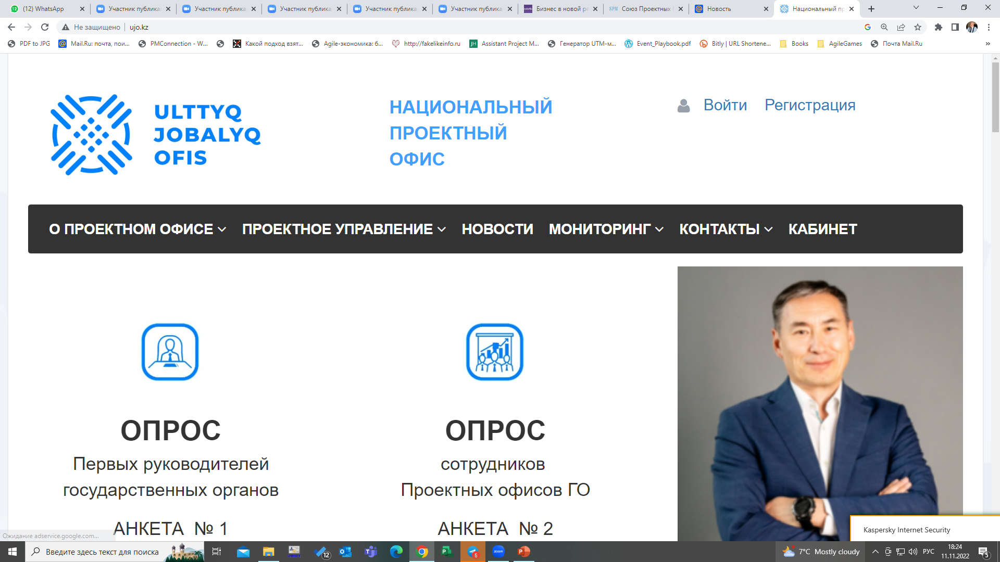 (12) WhatsApp
Участник публика
Участник публика
Участник публика
Участник публика
Участник публика
Бизнес в новой ре
Союз Проектных
Новость
Национальный пр
Не защищено
ujo.kz
PDF to JPG
Mail.Ru: почта, пои...
PMConnection - W...
Какой подход взят...
Agile-экономика: б...
http://fakelikeinfo.ru
JH
Assistant Project M...
Генератор UTM-м...
Event_Playbook.pdf
Bitly | URL Shortene...
Books
AgileGames
Почта Mail.Ru
»
ULTTYQ
JOBALYQ
OFIS
НАЦИОНАЛЬНЫЙ
ПРОЕКТНЫЙ
ОФИС
Войти
Регистрация
О ПРОЕКТНОМ ОФИСЕ
ПРОЕКТНОЕ УПРАВЛЕНИЕ
НОВОСТИ
МОНИТОРИНГ
КОНТАКТЫ
КАБИНЕТ
ОПРОС
Первых руководителей
государственных органов
АНКЕТА № 1
ОПРОС
сотрудников
Проектных офисов ГО
АНКЕТА № 2
Kaspersky Internet Security
Ожидание adservice.google.com...
Введите здесь текст для поиска
12
6
zoom
7°C Mostly cloudy
РУС
18:24
11.11.2022
5